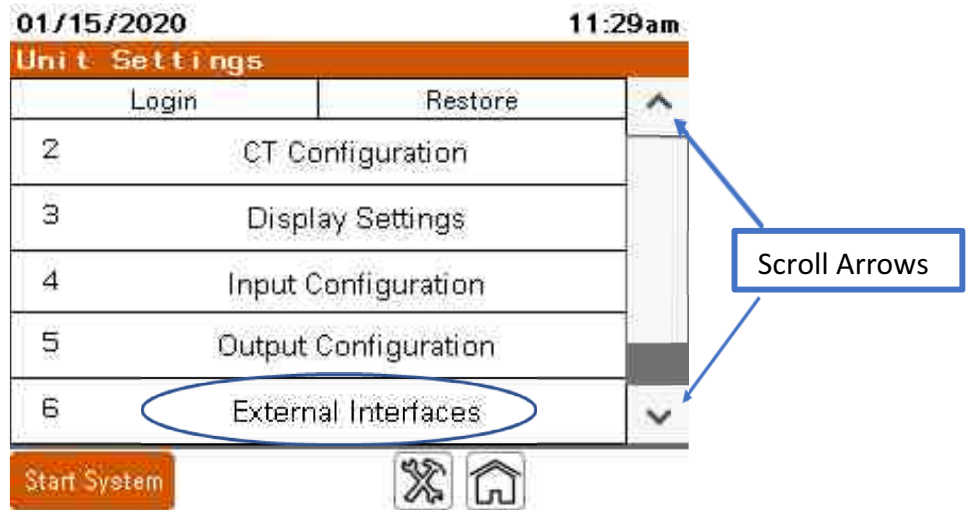 01/15/2020 11:29am
Unit Settings
Login Restore
2 CT Configuration
3 Display Settings
4 Input Configuration
5 Output Configuration
6 External Interfaces
Scroll Arrows
Start System